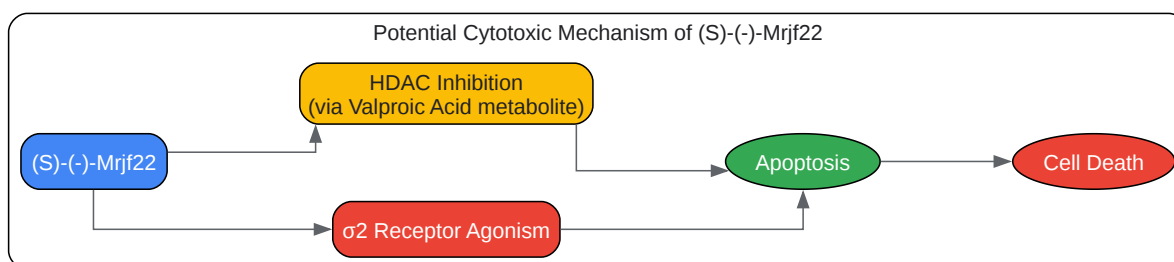 Potential Cytotoxic Mechanism of (S)-(-)-Mrjf22
HDAC Inhibition
(via Valproic Acid metabolite)
(S)-(-)-Mrjf22
Apoptosis
Cell Death
σ2 Receptor Agonism